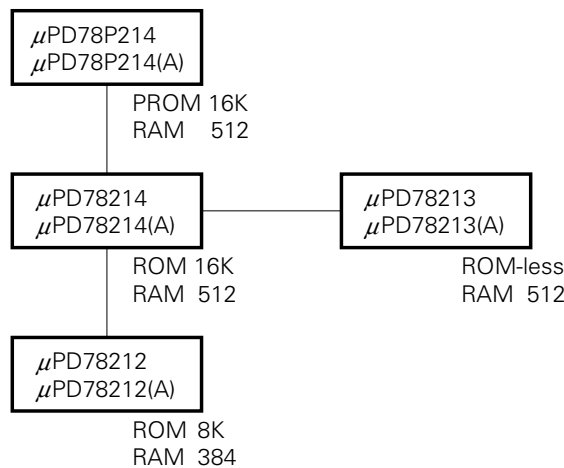 μPD78P214
μPD78P214(A)
PROM 16K
RAM 512
μPD78214
μPD78214(A)
ROM 16K
RAM 512
μPD78213
μPD78213(A)
ROM-less
RAM 512
μPD78212
μPD78212(A)
ROM 8K
RAM 384